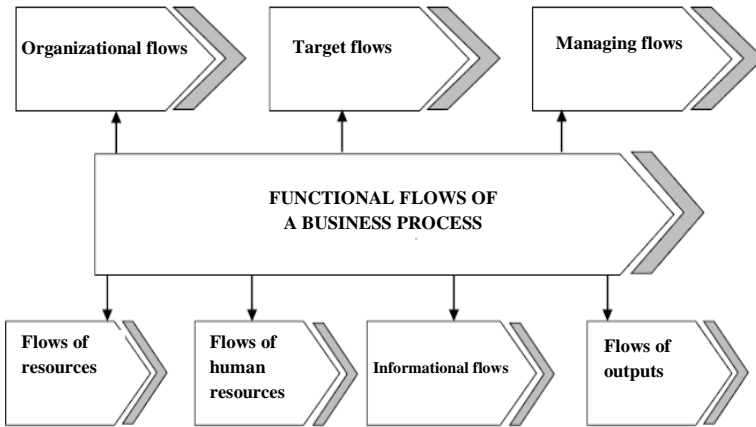 Organizational flows
Target flows
Managing flows
FUNCTIONAL FLOWS OF
A BUSINESS PROCESS
Flows of
resources
Flows of
human
resources
Informational flows
Flows of
outputs